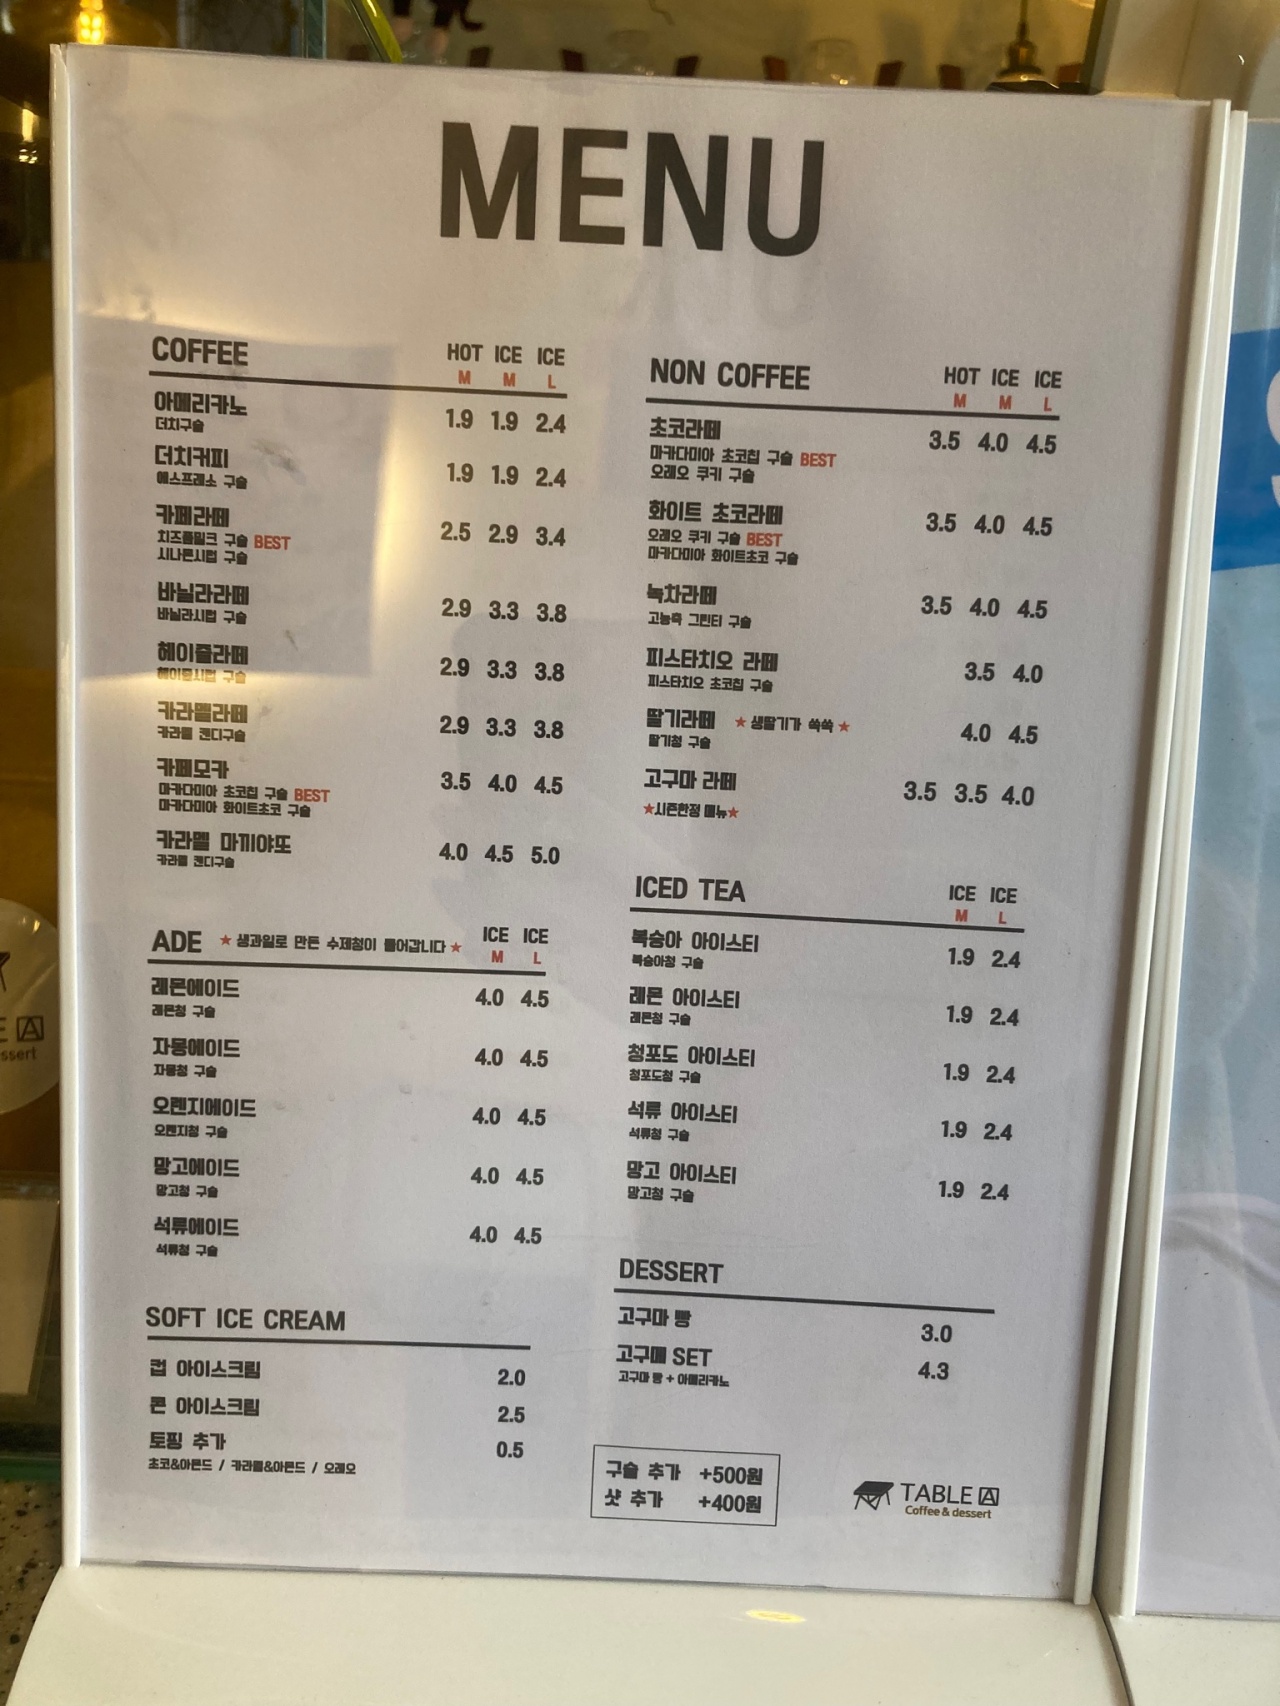 MENU
COFFEE HOT ICE ICE
M M L
아메리카노 1.9 1.9 2.4
더치구슬
더치커피 1.9 1.9 2.4
에스프레소 구슬
카페라떼 2.5 2.9 3.4
치즈폼밀크 구슬 BEST
시나몬시럽 구슬
바닐라라떼 2.9 3.3 3.8
바닐라시럽 구슬
헤이즐라떼 2.9 3.3 3.8
헤이즐시럽 구슬
카라멜라떼 2.9 3.3 3.8
카라멜 캔디구슬
카페모카 3.5 4.0 4.5
마카다미아 초코칩 구슬 BEST
마카다미아 화이트초코 구슬
카라멜 마끼야또 4.0 4.5 5.0
카라멜 캔디구슬
ADE ★ 생과일로 만든 수제청이 들어갑니다 ★ ICE ICE
M L
레몬에이드 4.0 4.5
레몬청 구슬
자몽에이드 4.0 4.5
자몽청 구슬
오렌지에이드 4.0 4.5
오렌지청 구슬
망고에이드 4.0 4.5
망고청 구슬
석류에이드 4.0 4.5
석류청 구슬
SOFT ICE CREAM
컵 아이스크림 2.0
콘 아이스크림 2.5
토핑 추가 0.5
초코&아몬드 / 카라멜&아몬드 / 오레오
NON COFFEE HOT ICE ICE
M M L
초코라떼 3.5 4.0 4.5
마카다미아 초코칩 구슬 BEST
오레오 쿠키 구슬
화이트 초코라떼 3.5 4.0 4.5
오레오 쿠키 구슬 BEST
마카다미아 화이트초코 구슬
녹차라떼 3.5 4.0 4.5
고농축 그린티 구슬
피스타치오 라떼 3.5 4.0
피스타치오 초코칩 구슬
딸기라떼 ★ 생딸기가 쏙쏙 ★ 4.0 4.5
딸기청 구슬
고구마 라떼 3.5 3.5 4.0
★시즌한정 메뉴★
ICED TEA ICE ICE
M L
복숭아 아이스티 1.9 2.4
복숭아청 구슬
레몬 아이스티 1.9 2.4
레몬청 구슬
청포도 아이스티 1.9 2.4
청포도청 구슬
석류 아이스티 1.9 2.4
석류청 구슬
망고 아이스티 1.9 2.4
망고청 구슬
DESSERT
고구마 빵 3.0
고구메 SET 4.3
고구마 빵 + 아메리카노
구슬 추가 +500원
샷 추가 +400원
TABLE A
Coffee & dessert